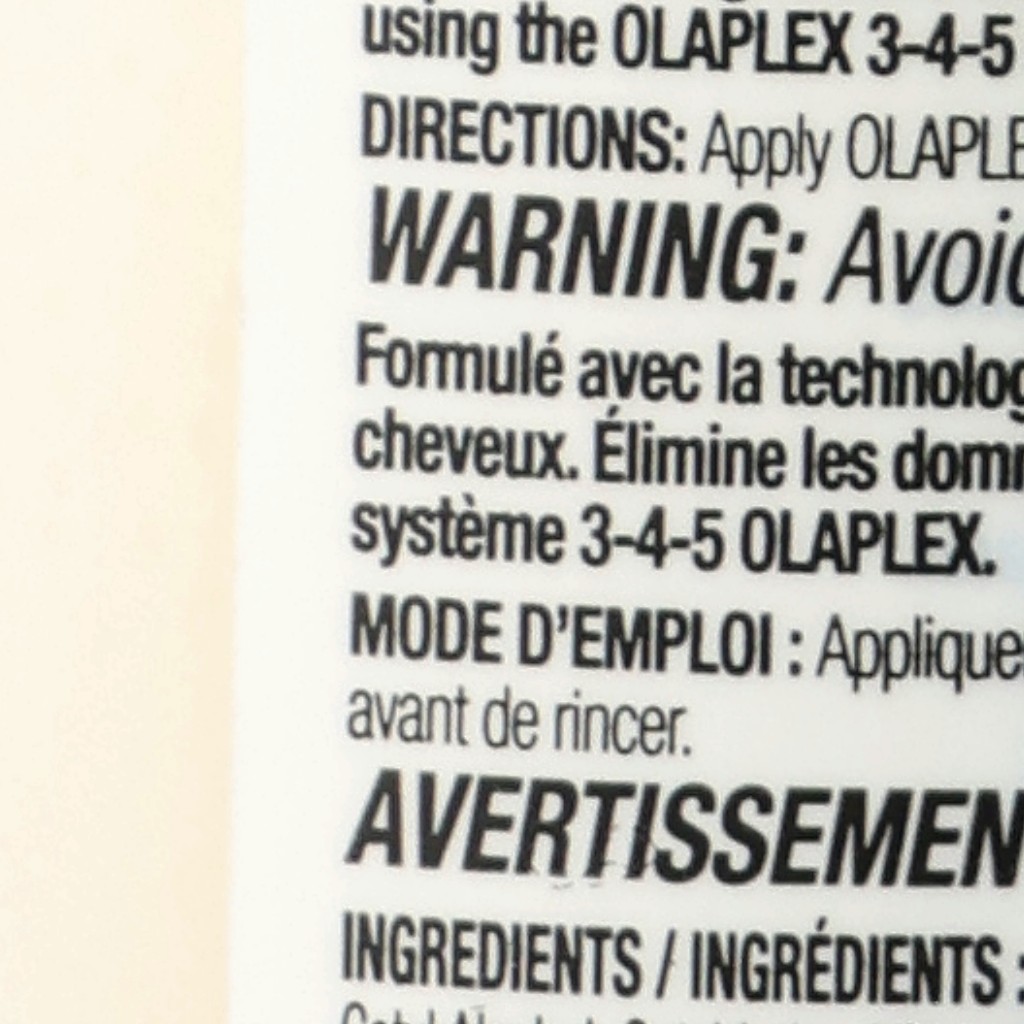 using the OLAPLEX 3-4-5
DIRECTIONS: Apply
WARNING:
Formulé avec la
cheveux. Élimine les
système 3-4-5 OLAPLEX.
MODE D'EMPLOI :
avant de rincer.
INGREDIENTS / INGRÉDIENTS :